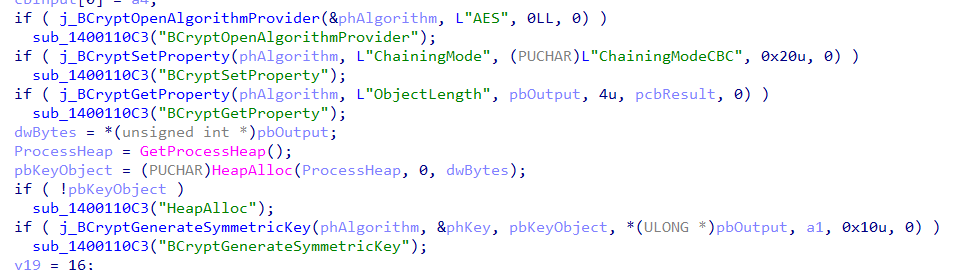 cbInput[0] = a4;
if ( j_BCryptOpenAlgorithmProvider(&phAlgorithm, L"AES", 0LL, 0) )
sub_1400110C3("BCryptOpenAlgorithmProvider");
if ( j_BCryptSetProperty(phAlgorithm, L"ChainingMode", (PUCHAR)L"ChainingModeCBC", 0x20u, 0) )
sub_1400110C3("BCryptSetProperty");
if ( j_BCryptGetProperty(phAlgorithm, L"ObjectLength", pbOutput, 4u, pcbResult, 0) )
sub_1400110C3("BCryptGetProperty");
dwBytes = *(unsigned int *)pbOutput;
ProcessHeap = GetProcessHeap();
pbKeyObject = (PUCHAR)HeapAlloc(ProcessHeap, 0, dwBytes);
if ( !pbKeyObject )
sub_1400110C3("HeapAlloc");
if ( j_BCryptGenerateSymmetricKey(phAlgorithm, &phKey, pbKeyObject, *(ULONG *)pbOutput, a1, 0x10u, 0) )
sub_1400110C3("BCryptGenerateSymmetricKey");
v19 = 16;